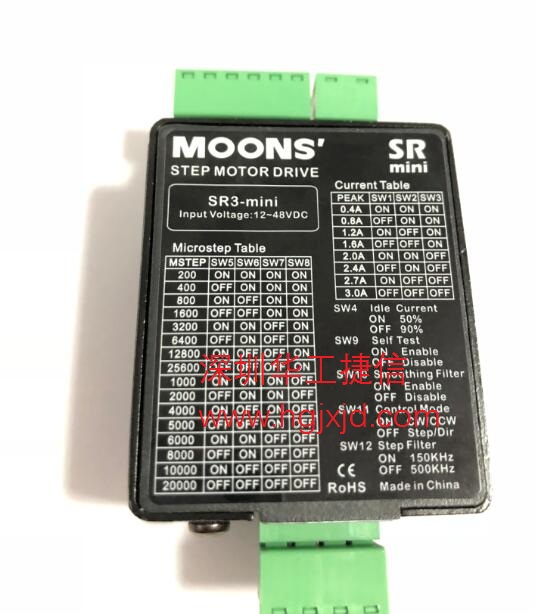 MOONS'
STEP MOTOR DRIVE
SR
mini
SR3-mini
Input Voltage:12~48VDC
Microstep Table
MSTEP SW5 SW6 SW7 SW8
200 ON ON ON ON
400 OFF ON ON ON
800 ON OFF ON ON
1600 OFF OFF ON ON
3200 ON ON OFF ON
6400 OFF ON OFF ON
12800 ON OFF OFF ON
25600 OFF OFF OFF ON
1000 ON ON ON OFF
2000 OFF ON ON OFF
4000 ON OFF ON OFF
5000 OFF OFF ON OFF
6000 ON ON OFF OFF
8000 OFF ON OFF OFF
10000 ON OFF OFF OFF
20000 OFF OFF OFF OFF
Current Table
PEAK SW1 SW2 SW3
0.4A ON ON ON
0.8A OFF ON ON
1.2A ON OFF ON
1.6A OFF OFF ON
2.0A ON ON OFF
2.4A OFF ON OFF
2.7A ON OFF OFF
3.0A OFF OFF OFF
SW4 Idle Current
ON 50%
OFF 90%
SW9 Self Test
ON Enable
OFF Disable
SW10 Smoothing Filter
ON Enable
OFF Disable
SW11 Control Mode
ON CW/CCW
OFF Step/Dir
SW12 Step Filter
ON 150KHz
OFF 500KHz
CE
RoHS Made in China
深圳华工捷信
www.hgjxjd.com